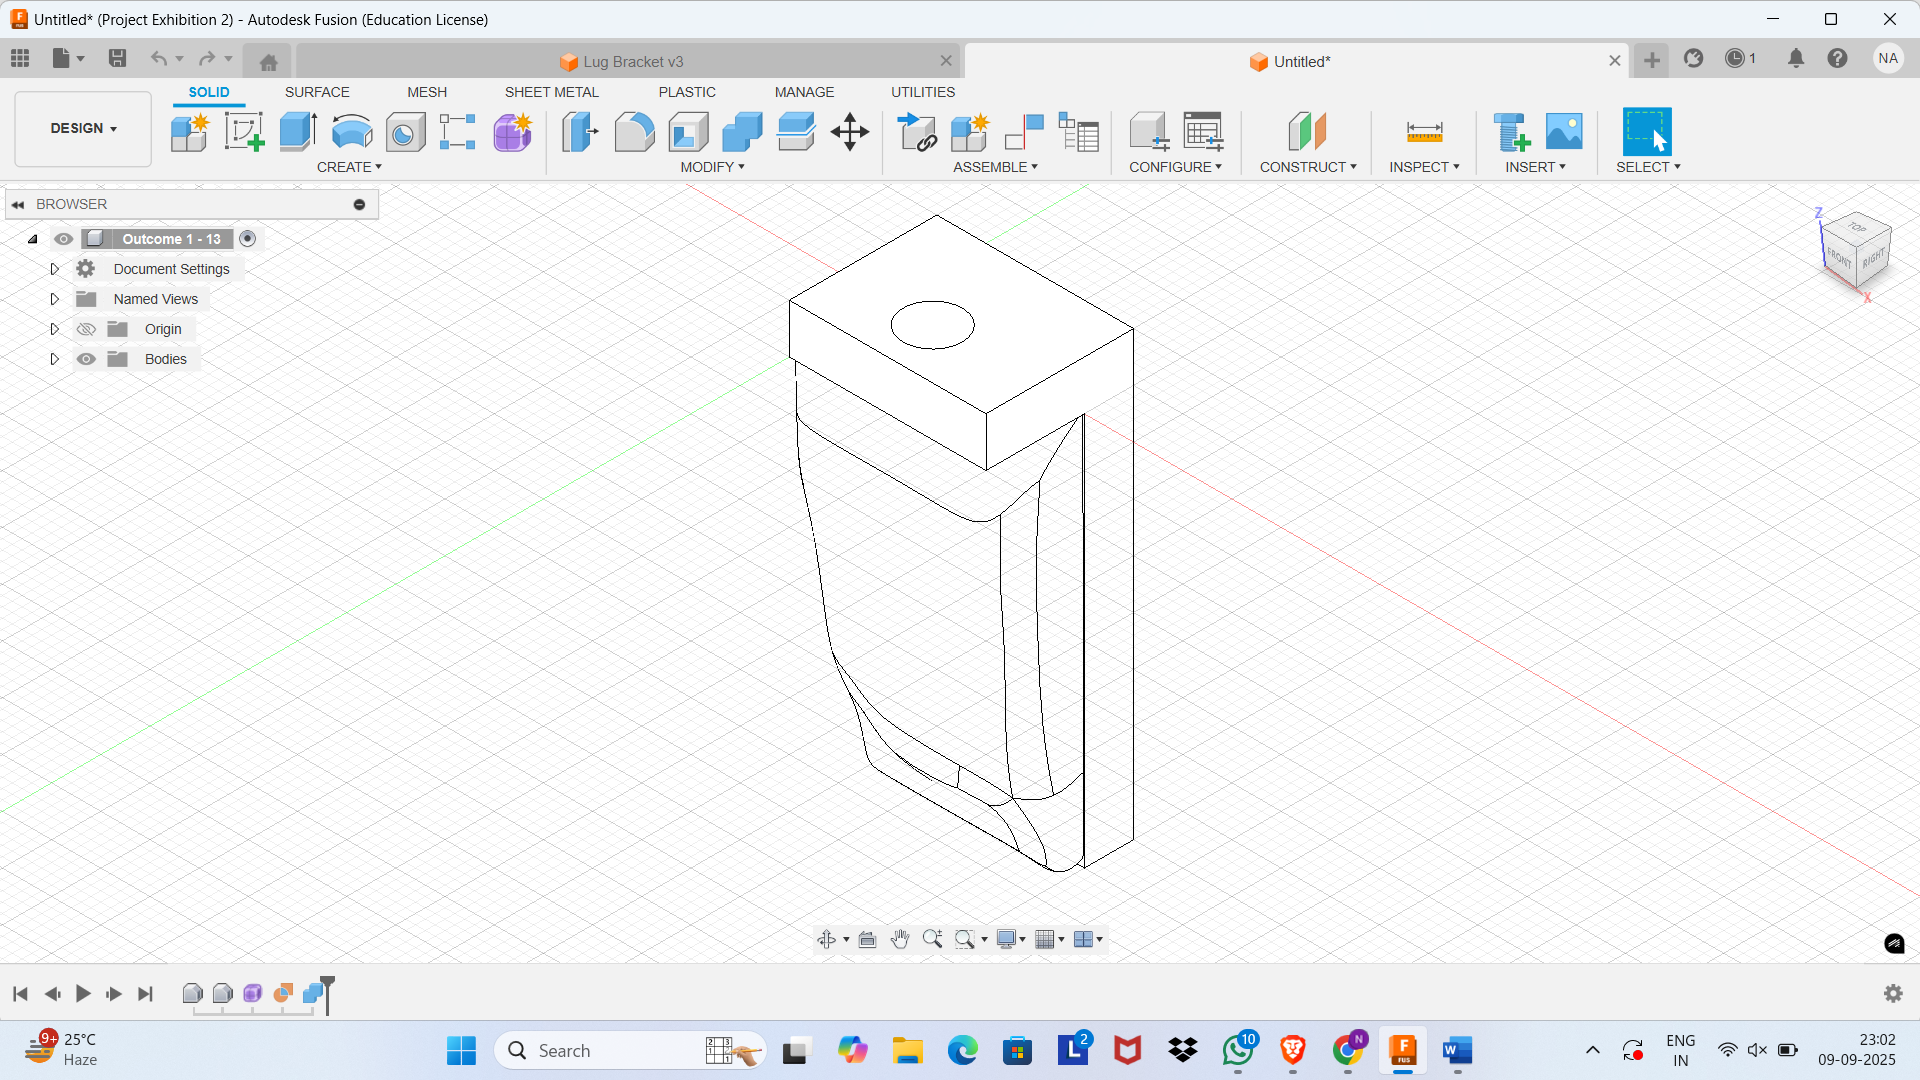 Untitled* (Project Exhibition 2) - Autodesk Fusion (Education License)
Lug Bracket v3
Untitled*
1
NA
DESIGN
SOLID
SURFACE
MESH
SHEET METAL
PLASTIC
MANAGE
UTILITIES
CREATE
MODIFY
ASSEMBLE
CONFIGURE
CONSTRUCT
INSPECT
INSERT
SELECT
BROWSER
Outcome 1 - 13
Document Settings
Named Views
Origin
Bodies
Z
TOP
FRONT
RIGHT
X
9+
25°C
Haze
Search
2
10
N
F
FUS
L
W
ENG
IN
23:02
09-09-2025